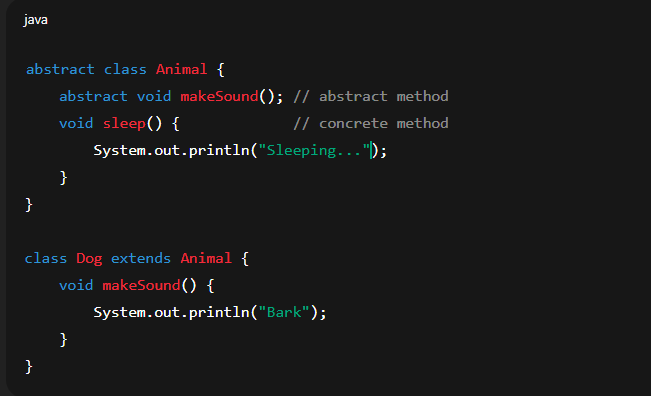 java
abstract class Animal {
    abstract void makeSound(); // abstract method
    void sleep() {             // concrete method
        System.out.println("Sleeping...");
    }
}
class Dog extends Animal {
    void makeSound() {
        System.out.println("Bark");
    }
}